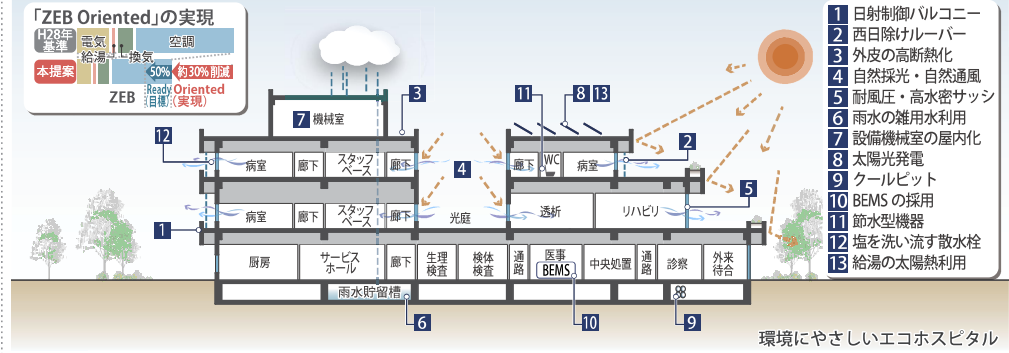 「ZEB Oriented」の実現
H28年
基準
電気
給湯
換気
空調
本提案
50%
約30%削減
ZEB
Ready
(目標)
Oriented
(実現)
1 日射制御バルコニー
2 西日除けルーバー
3 外皮の高断熱化
4 自然採光・自然通風
5 耐風圧・高水密サッシ
6 雨水の雑用水利用
7 設備機械室の屋内化
8 太陽光発電
9 クールピット
10 BEMSの採用
11 節水型機器
12 塩を洗い流す散水栓
13 給湯の太陽熱利用
3
11
8 13
7 機械室
12
病室
廊下
スタッフ
ベース
廊下
4
廊下
WC
病室
2
病室
廊下
スタッフ
ベース
廊下
光庭
透析
リハビリ
5
1
厨房
サービス
ホール
廊下
生理
検査
検体
検査
通路
医事
BEMS
中央処置
通路
診察
外来
待合
雨水貯留槽
6
10
9
環境にやさしいエコホスピタル